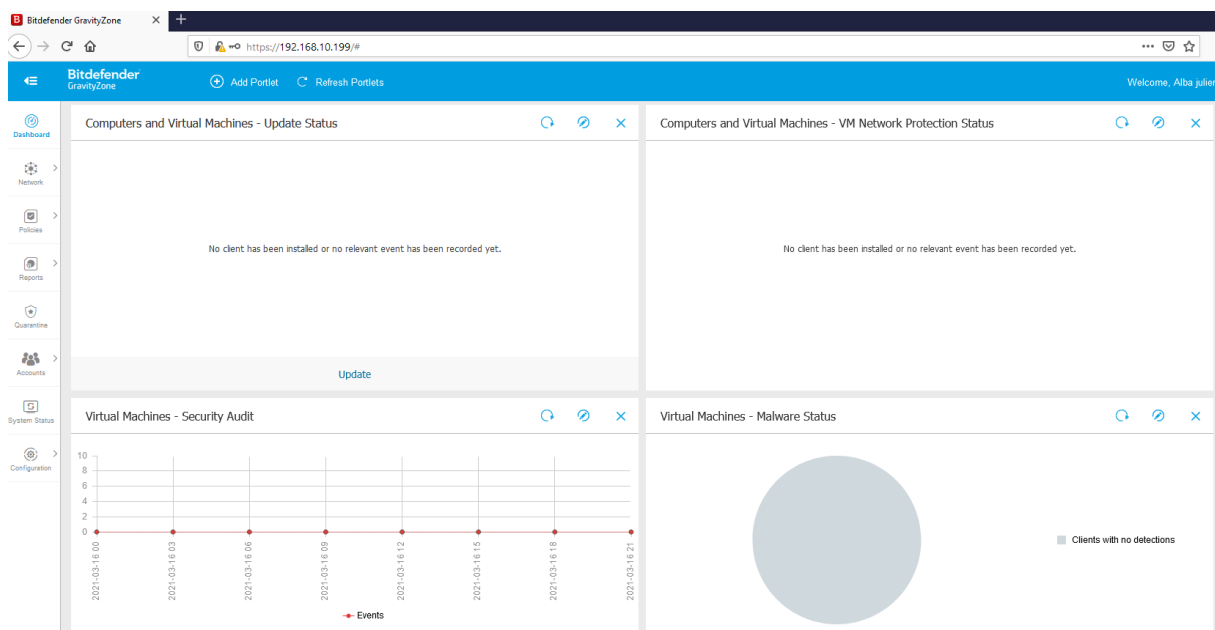 Bitdefender GravityZone
https://192.168.10.199/#
Bitdefender
GravityZone
Add Portlet
Refresh Portlets
Welcome, Alba julien
Dashboard
Network
Policies
Reports
Quarantine
Accounts
System Status
Configuration
Computers and Virtual Machines - Update Status
No client has been installed or no relevant event has been recorded yet.
Update
Computers and Virtual Machines - VM Network Protection Status
No client has been installed or no relevant event has been recorded yet.
Virtual Machines - Security Audit
10
8
6
4
2
0
2021-03-16 00
2021-03-16 03
2021-03-16 06
2021-03-16 09
2021-03-16 12
2021-03-16 15
2021-03-16 18
2021-03-16 21
Events
Virtual Machines - Malware Status
Clients with no detections